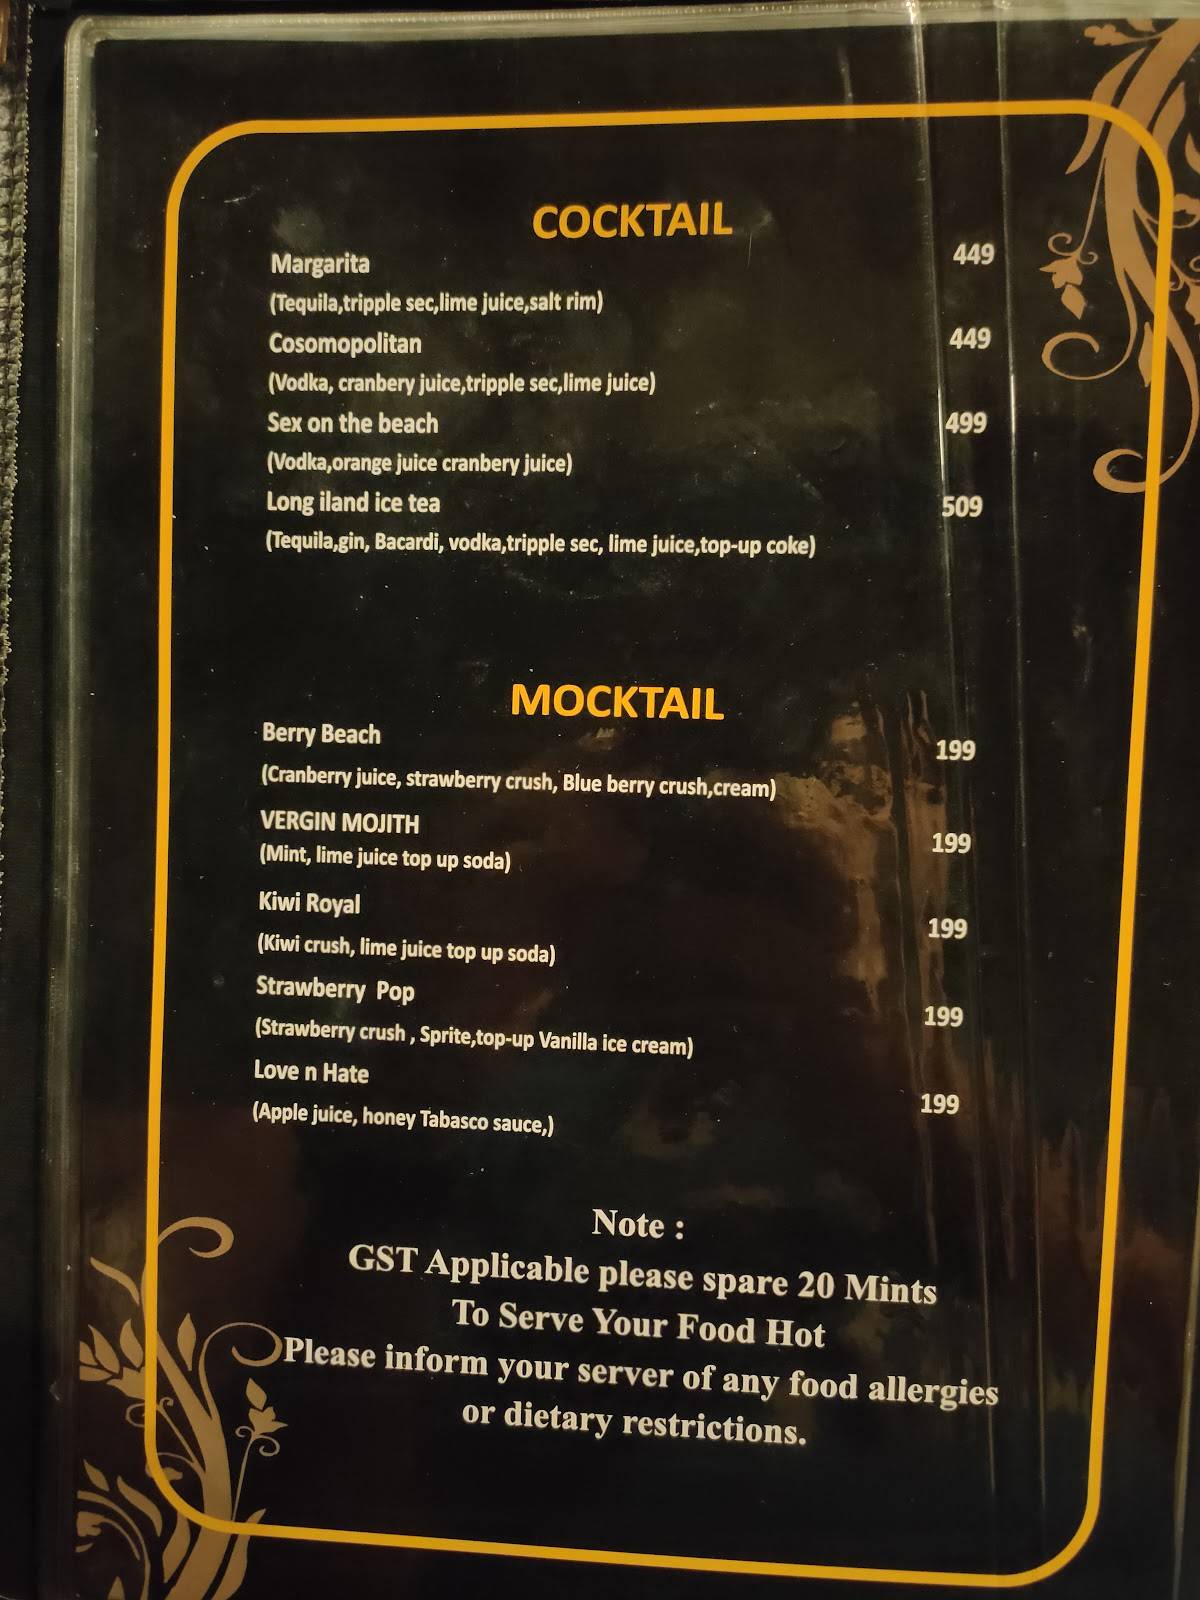 COCKTAIL
Margarita 449
(Tequila,tripple sec,lime juice,salt rim)
Cosomopolitan 449
(Vodka, cranbery juice,tripple sec,lime juice)
Sex on the beach 499
(Vodka,orange juice cranbery juice)
Long iland ice tea 509
(Tequila,gin, Bacardi, vodka,tripple sec, lime juice,top-up coke)
MOCKTAIL
Berry Beach 199
(Cranberry juice, strawberry crush, Blue berry crush,cream)
VERGIN MOJITH 199
(Mint, lime juice top up soda)
Kiwi Royal 199
(Kiwi crush, lime juice top up soda)
Strawberry Pop 199
(Strawberry crush , Sprite,top-up Vanilla ice cream)
Love n Hate 199
(Apple juice, honey Tabasco sauce,)
Note :
GST Applicable please spare 20 Mints
To Serve Your Food Hot
Please inform your server of any food allergies
or dietary restrictions.